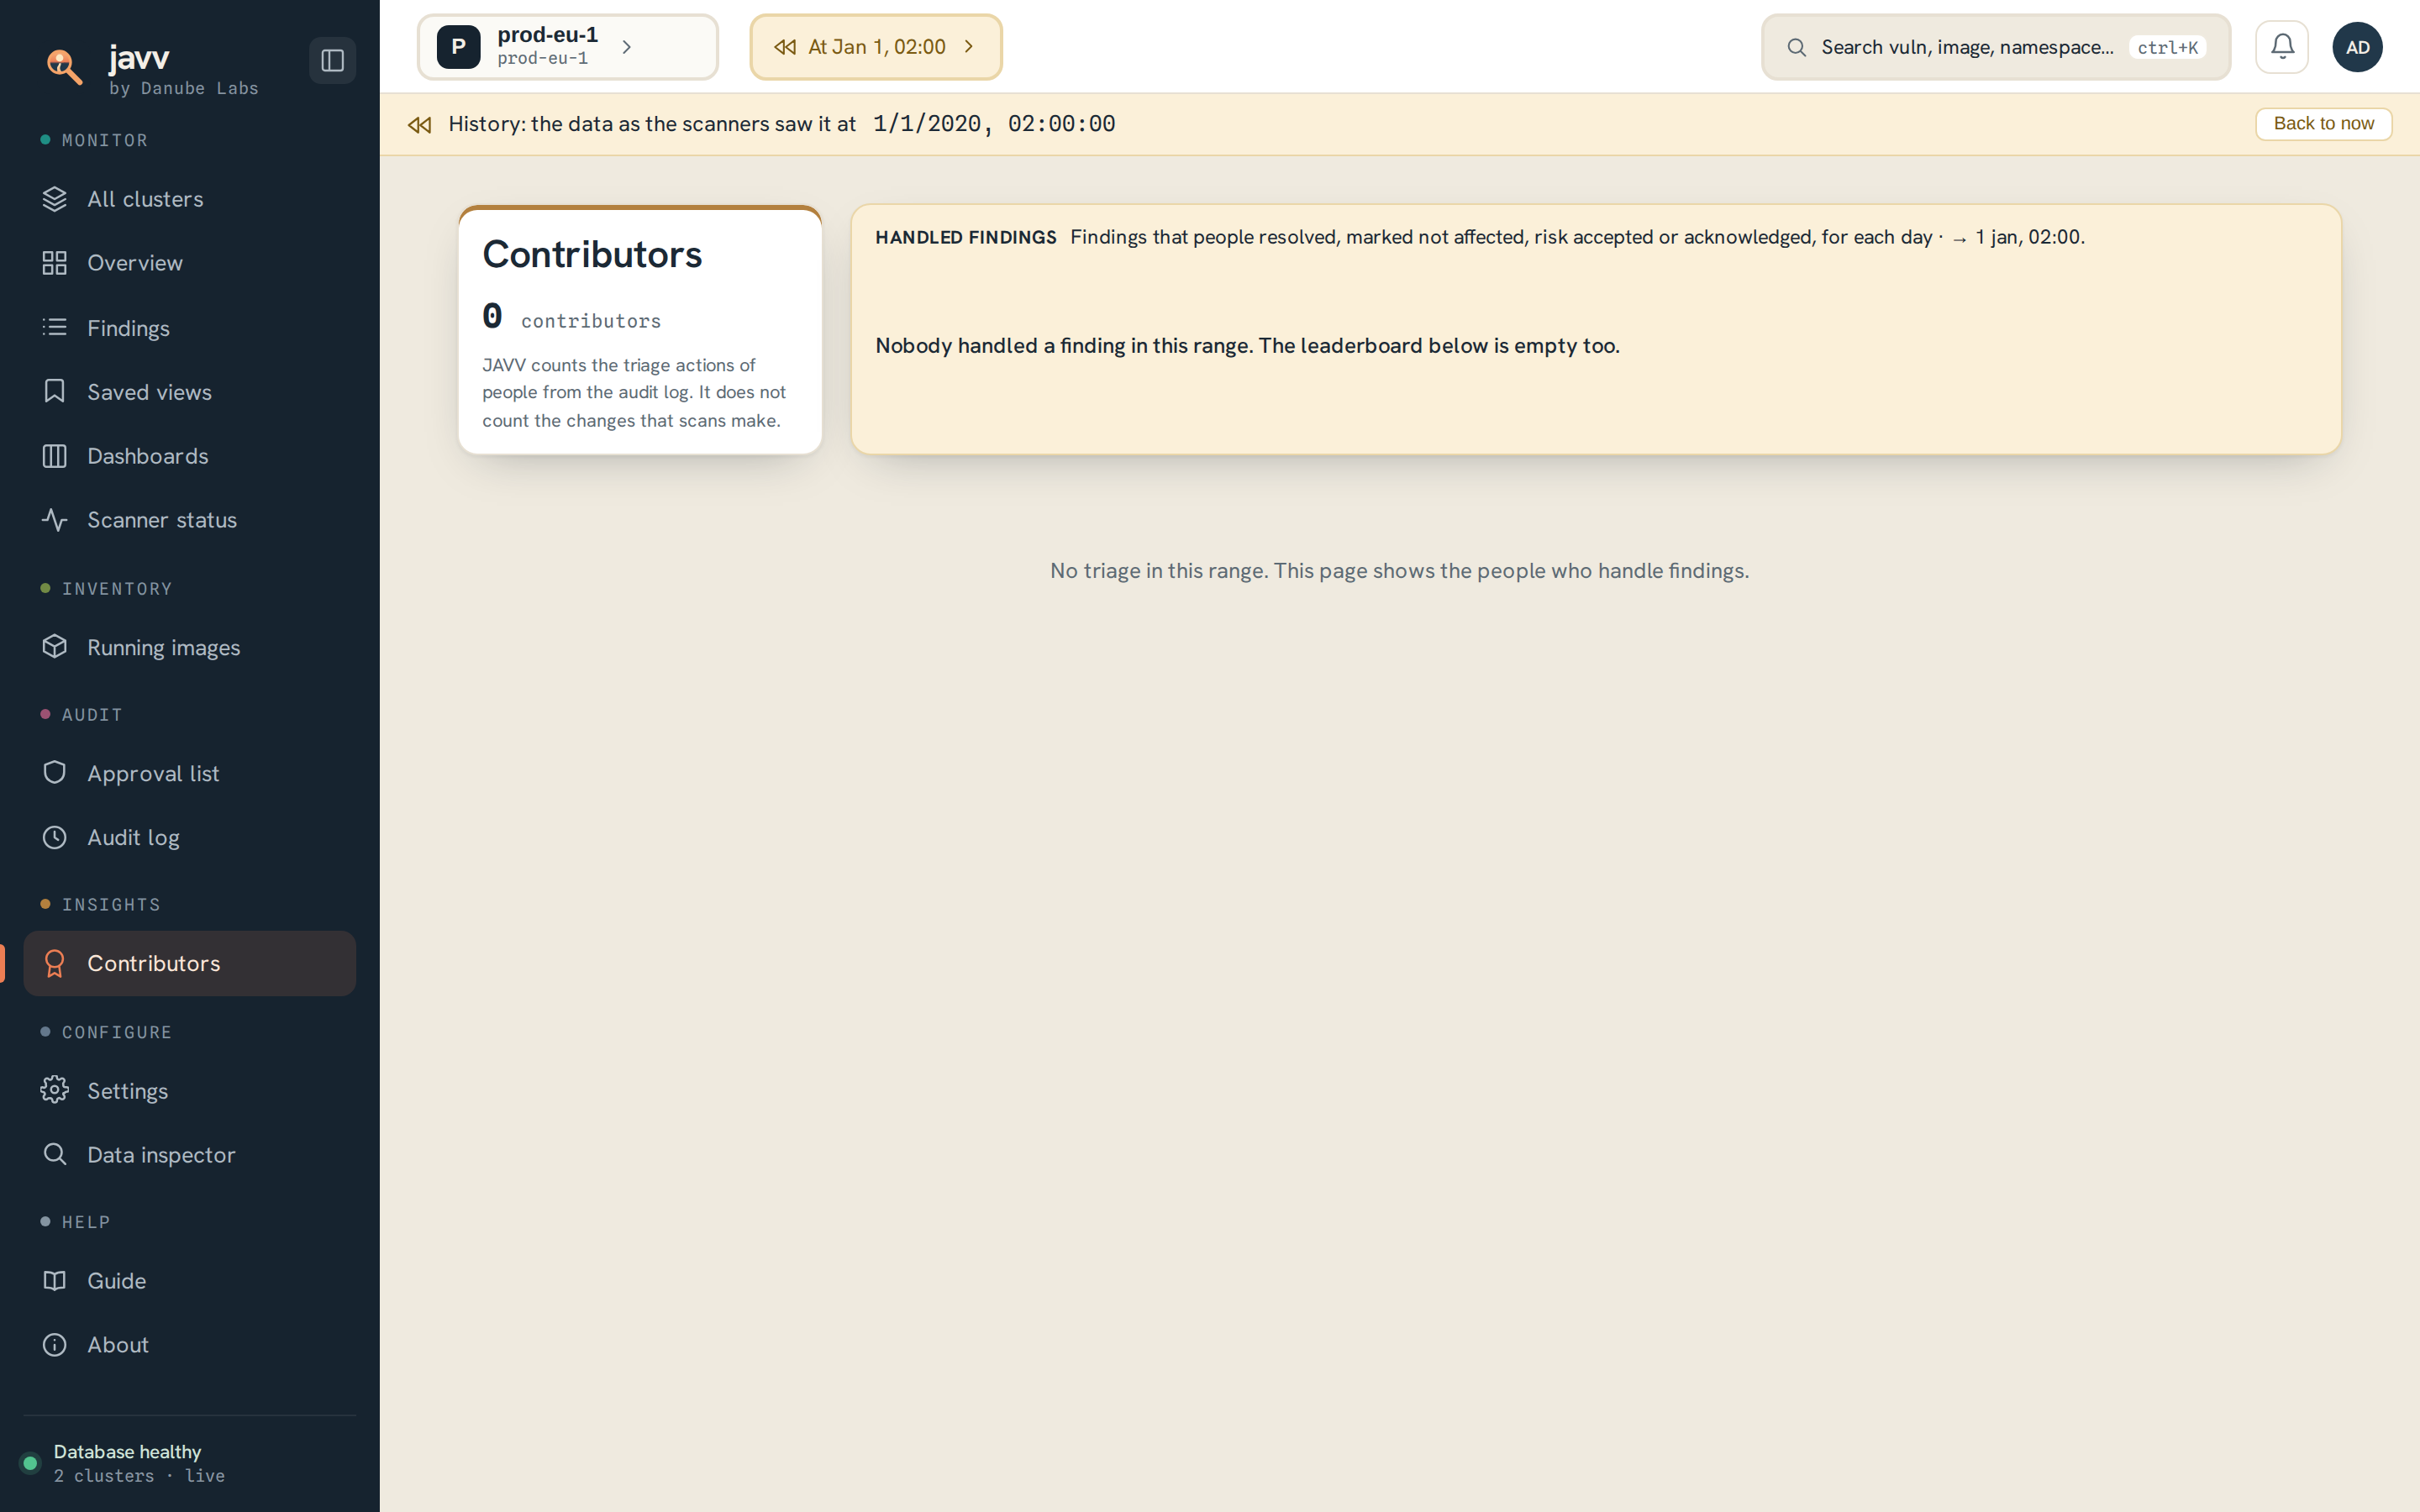 javv
by Danube Labs
MONITOR
All clusters
Overview
Findings
Saved views
Dashboards
Scanner status
INVENTORY
Running images
AUDIT
Approval list
Audit log
INSIGHTS
Contributors
CONFIGURE
Settings
Data inspector
HELP
Guide
About
Database healthy
2 clusters · live
P
prod-eu-1
prod-eu-1
At Jan 1, 02:00
Search vuln, image, namespace...
ctrl+K
AD
History: the data as the scanners saw it at 1/1/2020, 02:00:00
Back to now
Contributors
0 contributors
JAVV counts the triage actions of
people from the audit log. It does not
count the changes that scans make.
HANDLED FINDINGS Findings that people resolved, marked not affected, risk accepted or acknowledged, for each day · → 1 jan, 02:00.
Nobody handled a finding in this range. The leaderboard below is empty too.
No triage in this range. This page shows the people who handle findings.